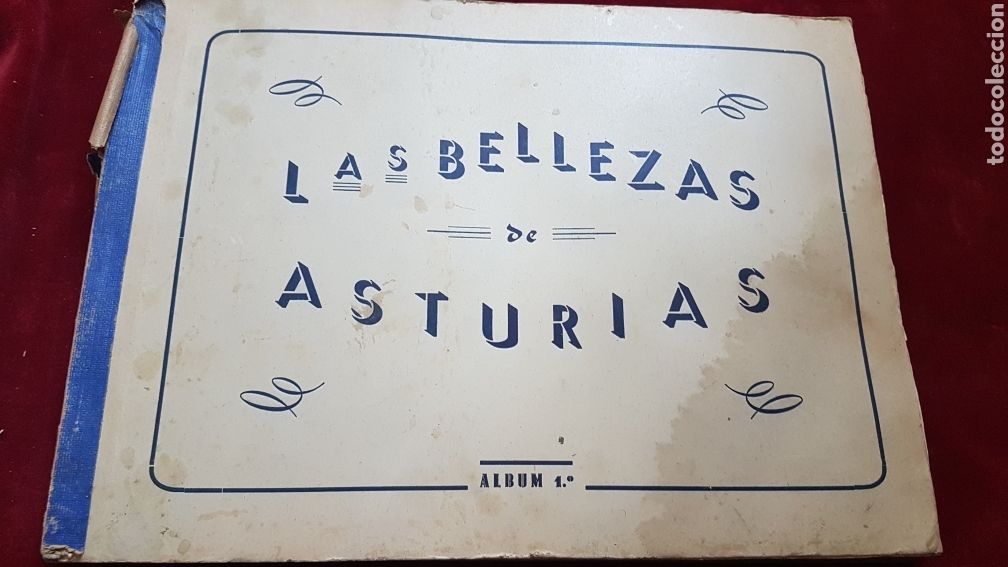 LAS BELLEZAS
de
ASTURIAS
ALBUM 1.º
todocoleccion